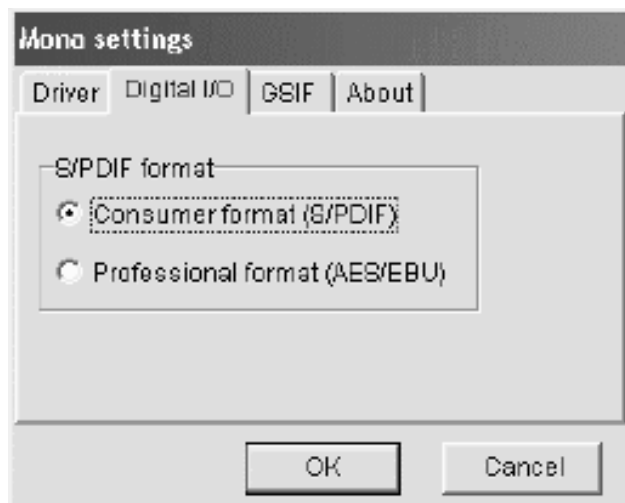 Mona settings
Driver Digital I/O GSIF About
S/PDIF format
Consumer format (S/PDIF)
Professional format (AES/EBU)
OK Cancel